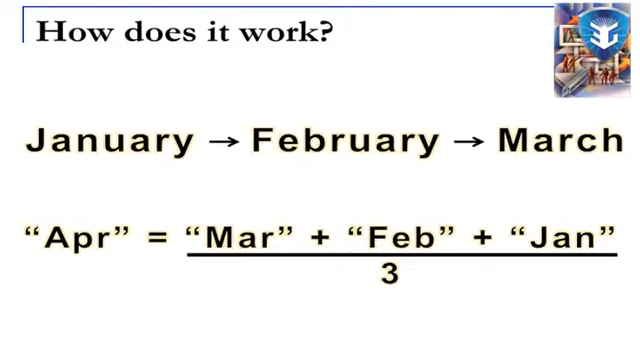 How does it work?
January → February → March
“Apr” = “Mar” + “Feb” + “Jan”
3